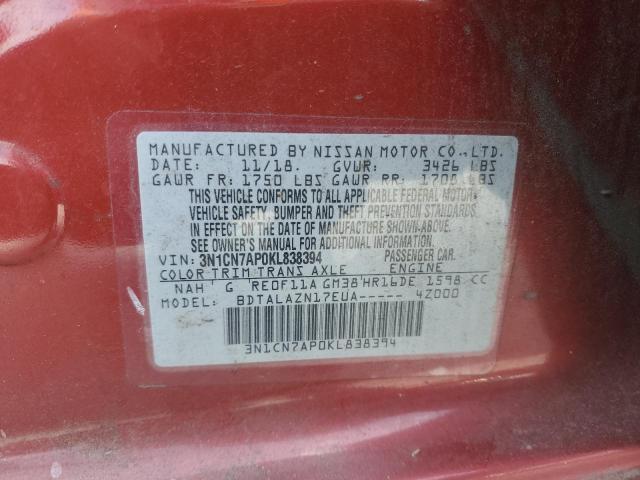 MANUFACTURED BY NISSAN MOTOR CO.,LTD.
DATE: 11/18. GVWR: 3426 LBS
GAWR FR: 1750 LBS GAWR RR: 1706 LBS
THIS VEHICLE CONFORMS TO ALL APPLICABLE FEDERAL MOTOR
VEHICLE SAFETY, BUMPER AND THEFT PREVENTION STANDARDS
IN EFFECT ON THE DATE OF MANUFACTURE SHOWN ABOVE.
SEE OWNER'S MANUAL FOR ADDITIONAL INFORMATION.
VIN: 3N1CN7AP0KL838394 PASSENGER CAR.
COLOR TRIM TRANS AXLE ENGINE
NAH G RE0F11A GM38 HR16DE 1598 CC
BDTALAZN17EUA----- 4Z000
3N1CN7AP0KL838394